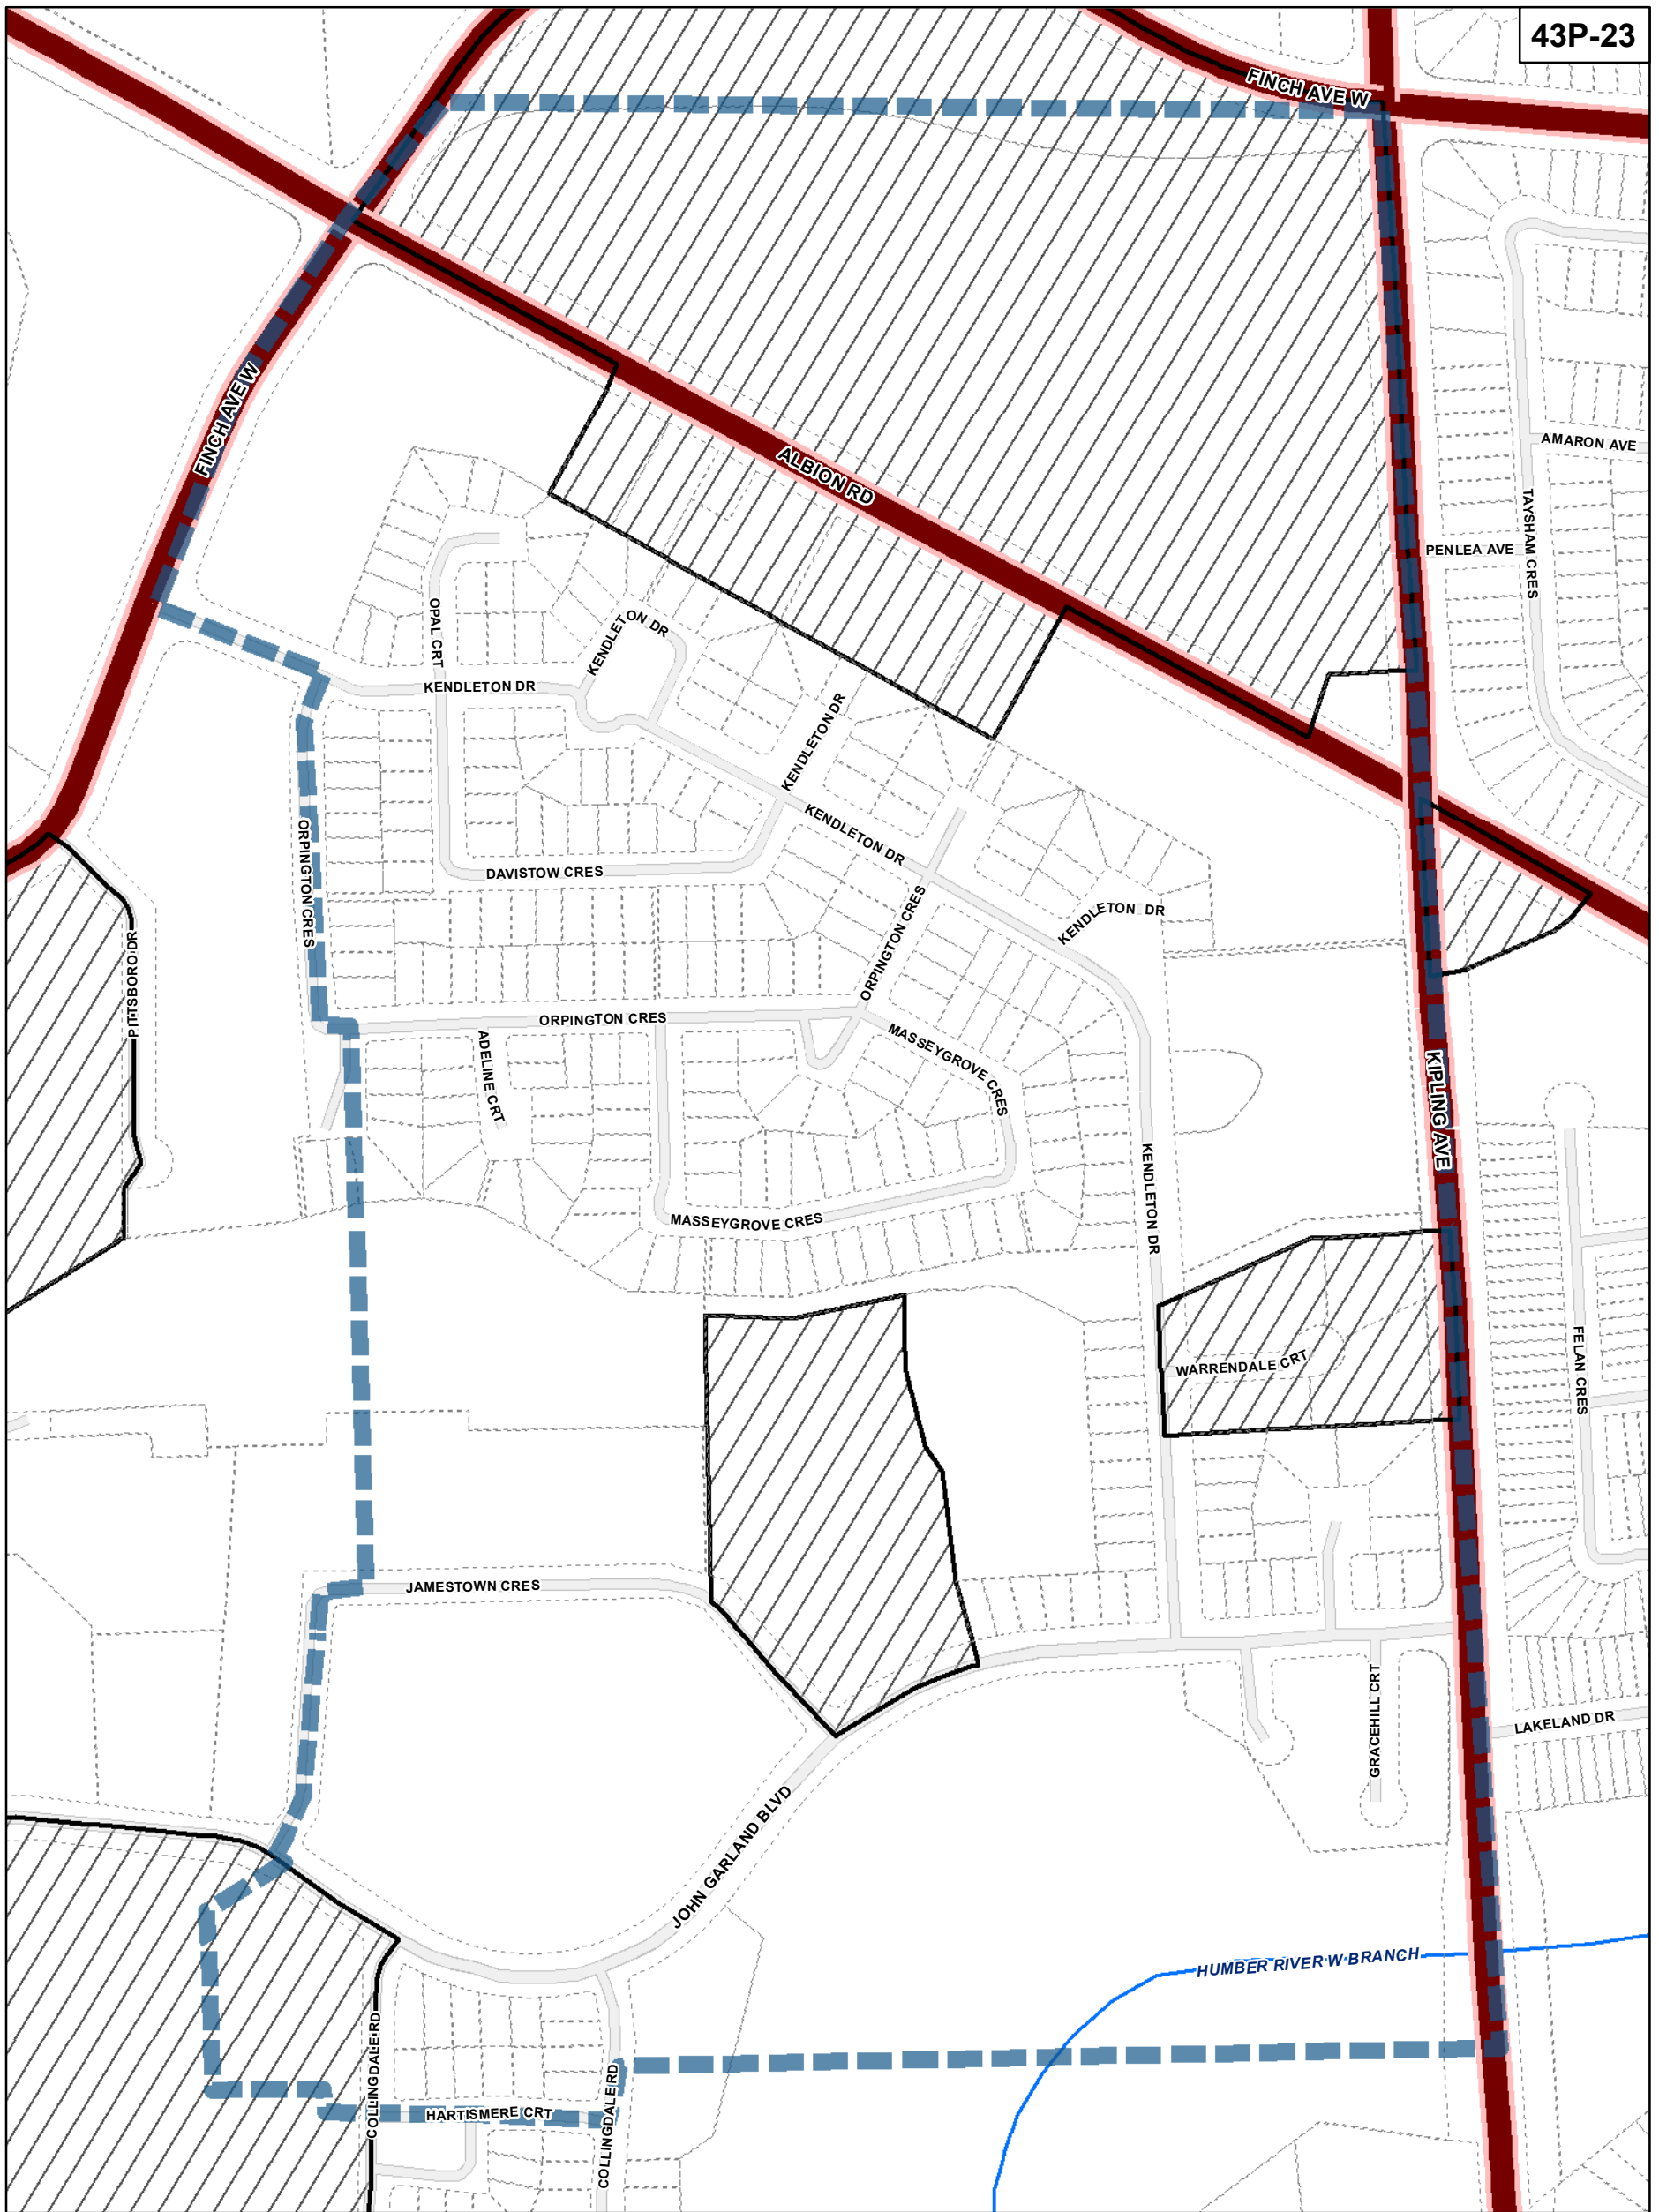 43P-23
FINCH AVE W
FINCH AVE W
ALBION RD
AMARON AVE
TAYSHAM CRES
PENLEA AVE
OPAL CRT
KENDLETON DR
KENDLETON DR
KENDLETON DR
KENDLETON DR
ORPINGTON CRES
DAVISTOW CRES
KENDLETON DR
ORPINGTON CRES
PITTSBORO DR
ORPINGTON CRES
ADELINE CRT
MASSEYGROVE CRES
KIPLING AVE
KENDLETON DR
MASSEYGROVE CRES
WARRENDALE CRT
FELAN CRES
JAMESTOWN CRES
GRACEHILL CRT
LAKELAND DR
JOHN GARLAND BLVD
HUMBER RIVER W BRANCH
COLLINGDALE RD
HARTISMERE CRT
COLLINGDALE RD